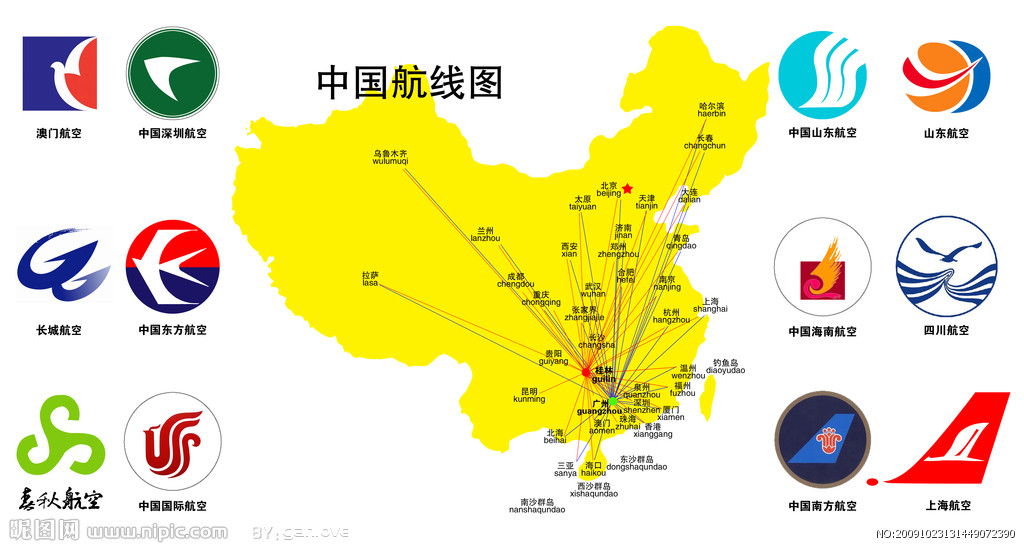 中国航线图
澳门航空
中国深圳航空
中国山东航空
山东航空
长城航空
中国东方航空
中国海南航空
四川航空
春秋航空
中国国际航空
中国南方航空
上海航空
哈尔滨
haerbin
长春
changchun
乌鲁木齐
wulumuqi
北京
beijing
天津
tianjin
大连
dalian
太原
taiyuan
兰州
lanzhou
济南
jinan
青岛
qingdao
西安
xian
郑州
zhengzhou
拉萨
lasa
成都
chengdou
合肥
hefei
南京
nanjing
重庆
chongqing
武汉
wuhan
上海
shanghai
张家界
zhangjiajie
杭州
hangzhou
长沙
changsha
贵阳
guiyang
桂林
guilin
温州
wenzhou
钓鱼岛
diaoyudao
昆明
kunming
泉州
quanzhou
福州
fuzhou
广州
guangzhou
深圳
shenzhen
厦门
xiamen
澳门
aomen
珠海
zhuhai
香港
xianggang
北海
beihai
三亚
sanya
海口
haikou
东沙群岛
dongshaqundao
西沙群岛
xishaqundao
南沙群岛
nanshaqundao
昵图网 www.nipic.com
BY: genlove
NO:20091023131449072390